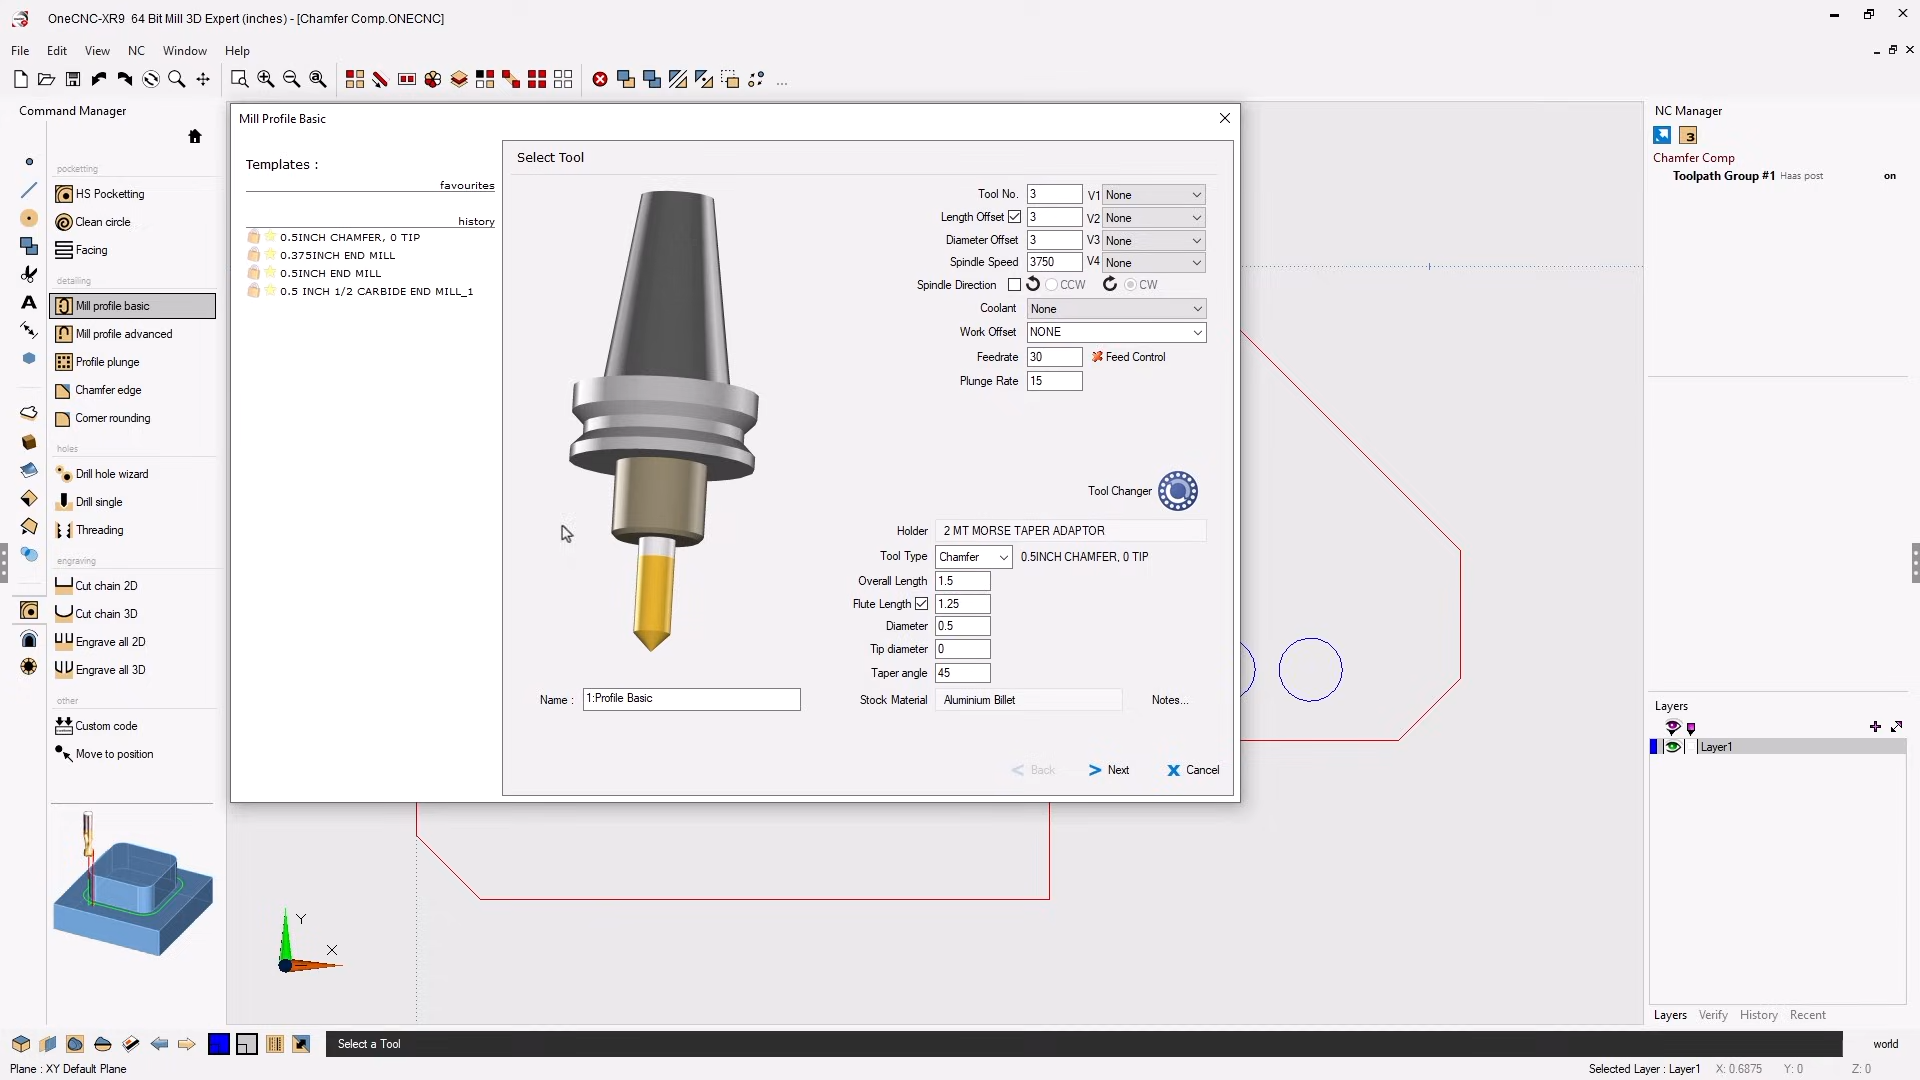 OneCNC-XR9  64 Bit Mill 3D Expert (inches) - [Chamfer Comp.ONECNC]
File Edit View NC Window Help
Command Manager
pocketting
HS Pocketting
Clean circle
Facing
detailing
Mill profile basic
Mill profile advanced
Profile plunge
Chamfer edge
Corner rounding
holes
Drill hole wizard
Drill single
Threading
engraving
Cut chain 2D
Cut chain 3D
Engrave all 2D
Engrave all 3D
other
Custom code
Move to position
Mill Profile Basic
Templates :
favourites
history
0.5INCH CHAMFER, 0 TIP
0.375INCH END MILL
0.5INCH END MILL
0.5 INCH 1/2 CARBIDE END MILL_1
Select Tool
Tool No. 3 V1 None
Length Offset 3 V2 None
Diameter Offset 3 V3 None
Spindle Speed 3750 V4 None
Spindle Direction CCW CW
Coolant None
Work Offset NONE
Feedrate 30 Feed Control
Plunge Rate 15
Tool Changer
Holder 2 MT MORSE TAPER ADAPTOR
Tool Type Chamfer 0.5INCH CHAMFER, 0 TIP
Overall Length 1.5
Flute Length 1.25
Diameter 0.5
Tip diameter 0
Taper angle 45
Name : 1:Profile Basic Stock Material Aluminium Billet Notes...
< Back > Next X Cancel
Y
X
NC Manager
3
Chamfer Comp
Toolpath Group #1 Haas post on
Layers
Layer1
Layers Verify History Recent
Select a Tool
world
Plane : XY Default Plane
Selected Layer : Layer1 X: 0.6875 Y: 0 Z: 0